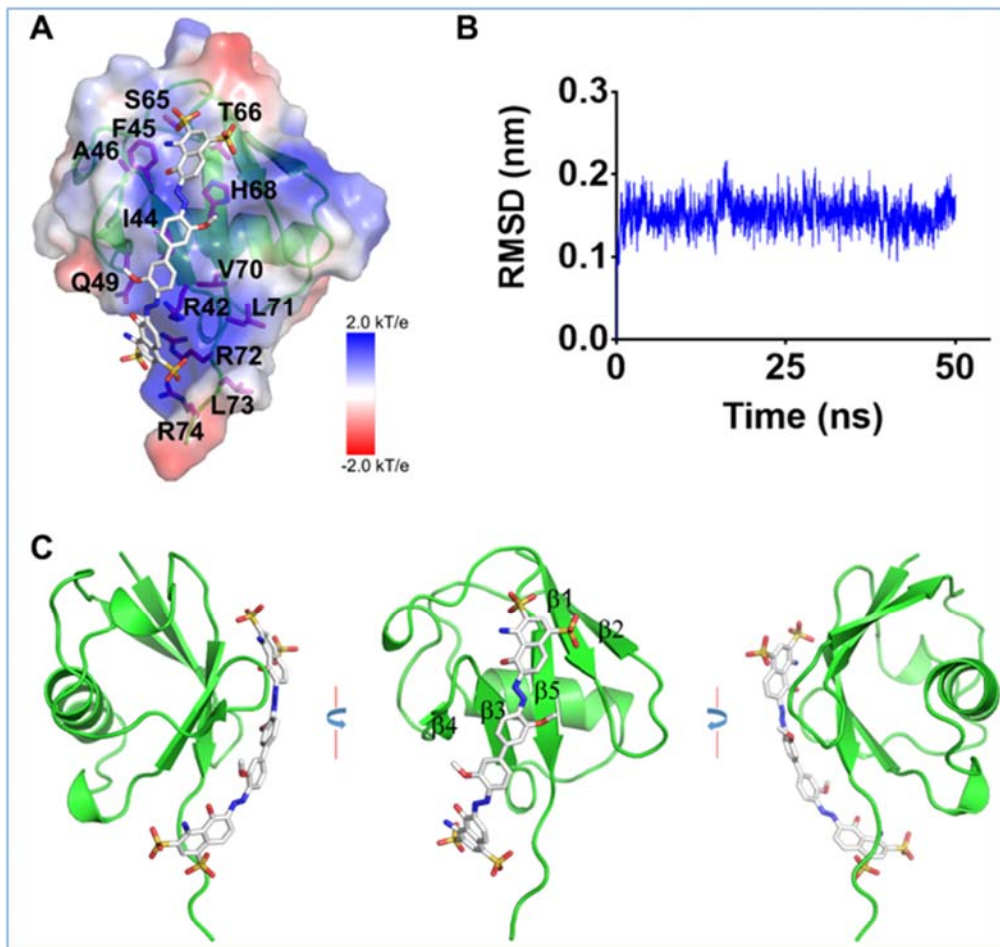 A
S65
T66
F45
A46
H68
I44
V70
Q49
R42
L71
R72
L73
R74
2.0 kT/e
-2.0 kT/e
B
0.3
0.2
0.1
0.0
RMSD (nm)
0
25
50
Time (ns)
C
β1
β2
β5
β3
β4